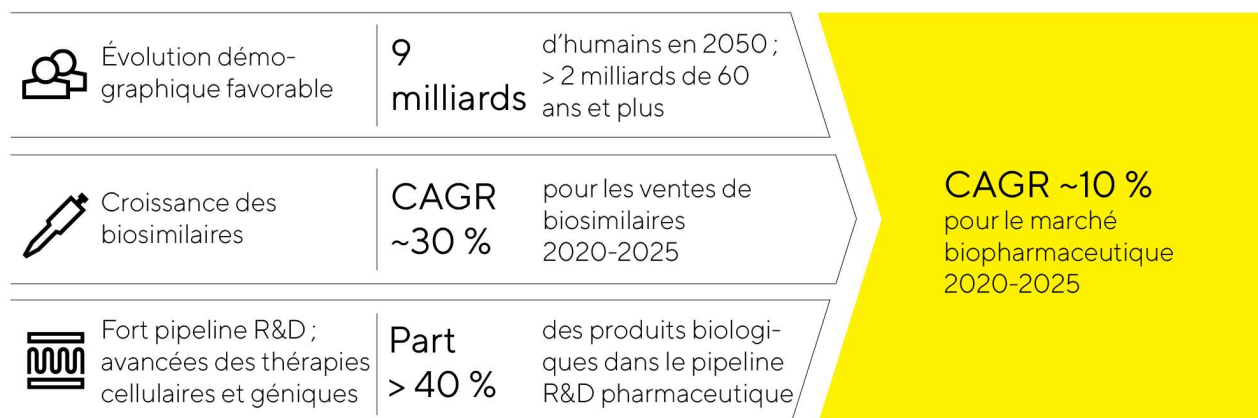 Évolution démo-
graphique favorable
9
milliards
d’humains en 2050 ;
> 2 milliards de 60
ans et plus
Croissance des
biosimilaires
CAGR
~30 %
pour les ventes de
biosimilaires
2020-2025
Fort pipeline R&D ;
avancées des thérapies
cellulaires et géniques
Part
> 40 %
des produits biologi-
ques dans le pipeline
R&D pharmaceutique
CAGR ~10 %
pour le marché
biopharmaceutique
2020-2025